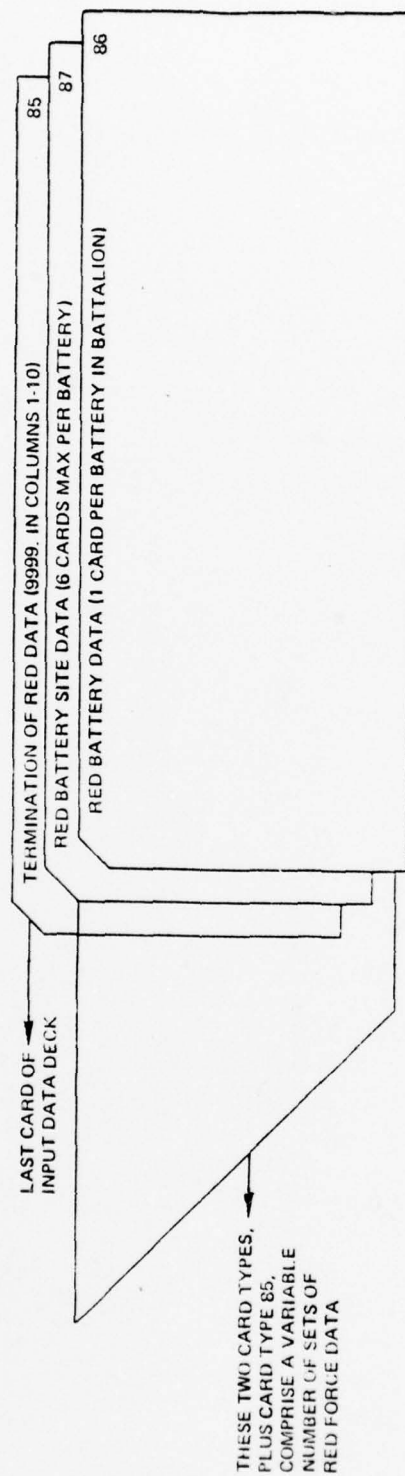 85
TERMINATION OF RED DATA (9999. IN COLUMNS 1-10)
87
RED BATTERY SITE DATA (6 CARDS MAX PER BATTERY)
86
RED BATTERY DATA (1 CARD PER BATTERY IN BATTALION)
LAST CARD OF
INPUT DATA DECK
THESE TWO CARD TYPES,
PLUS CARD TYPE 85,
COMPRISE A VARIABLE
NUMBER OF SETS OF
RED FORCE DATA